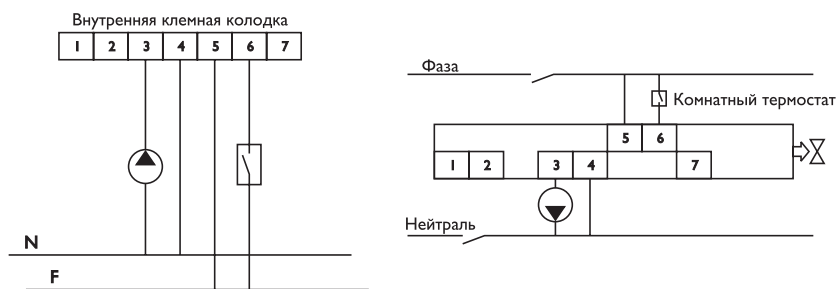 Внутренняя клемная колодка
1 2 3 4 5 6 7
N
F
Фаза
Комнатный термостат
5 6
1 2 3 4 7
Нейтраль